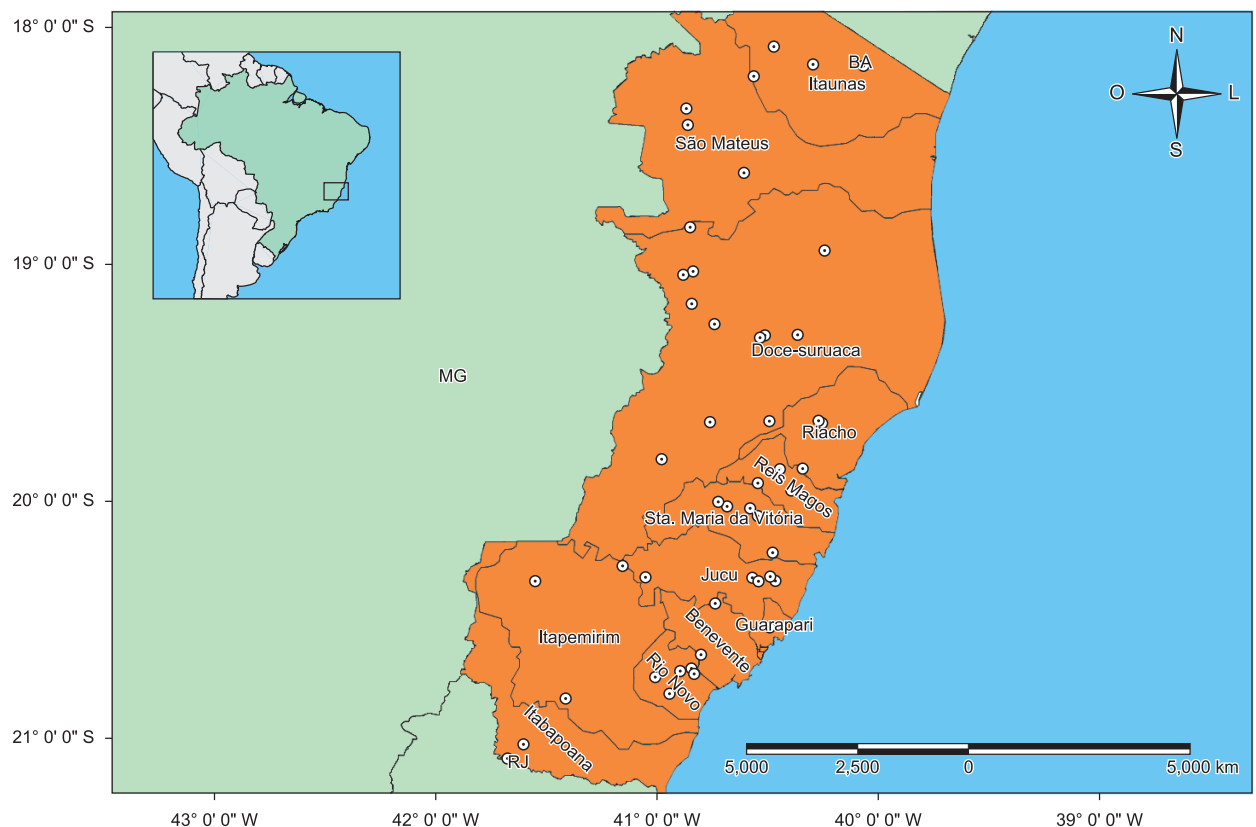 18° 0' 0" S
19° 0' 0" S
20° 0' 0" S
21° 0' 0" S
N
O
L
S
BA
Itaunas
São Mateus
Doce-suruaca
MG
Riacho
Reis Magos
Sta. Maria da Vitória
Jucu
Guarapari
Benevente
Itapemirim
Rio Novo
Itabapoana
RJ
5,000
2,500
0
5,000 km
43° 0' 0" W
42° 0' 0" W
41° 0' 0" W
40° 0' 0" W
39° 0' 0" W